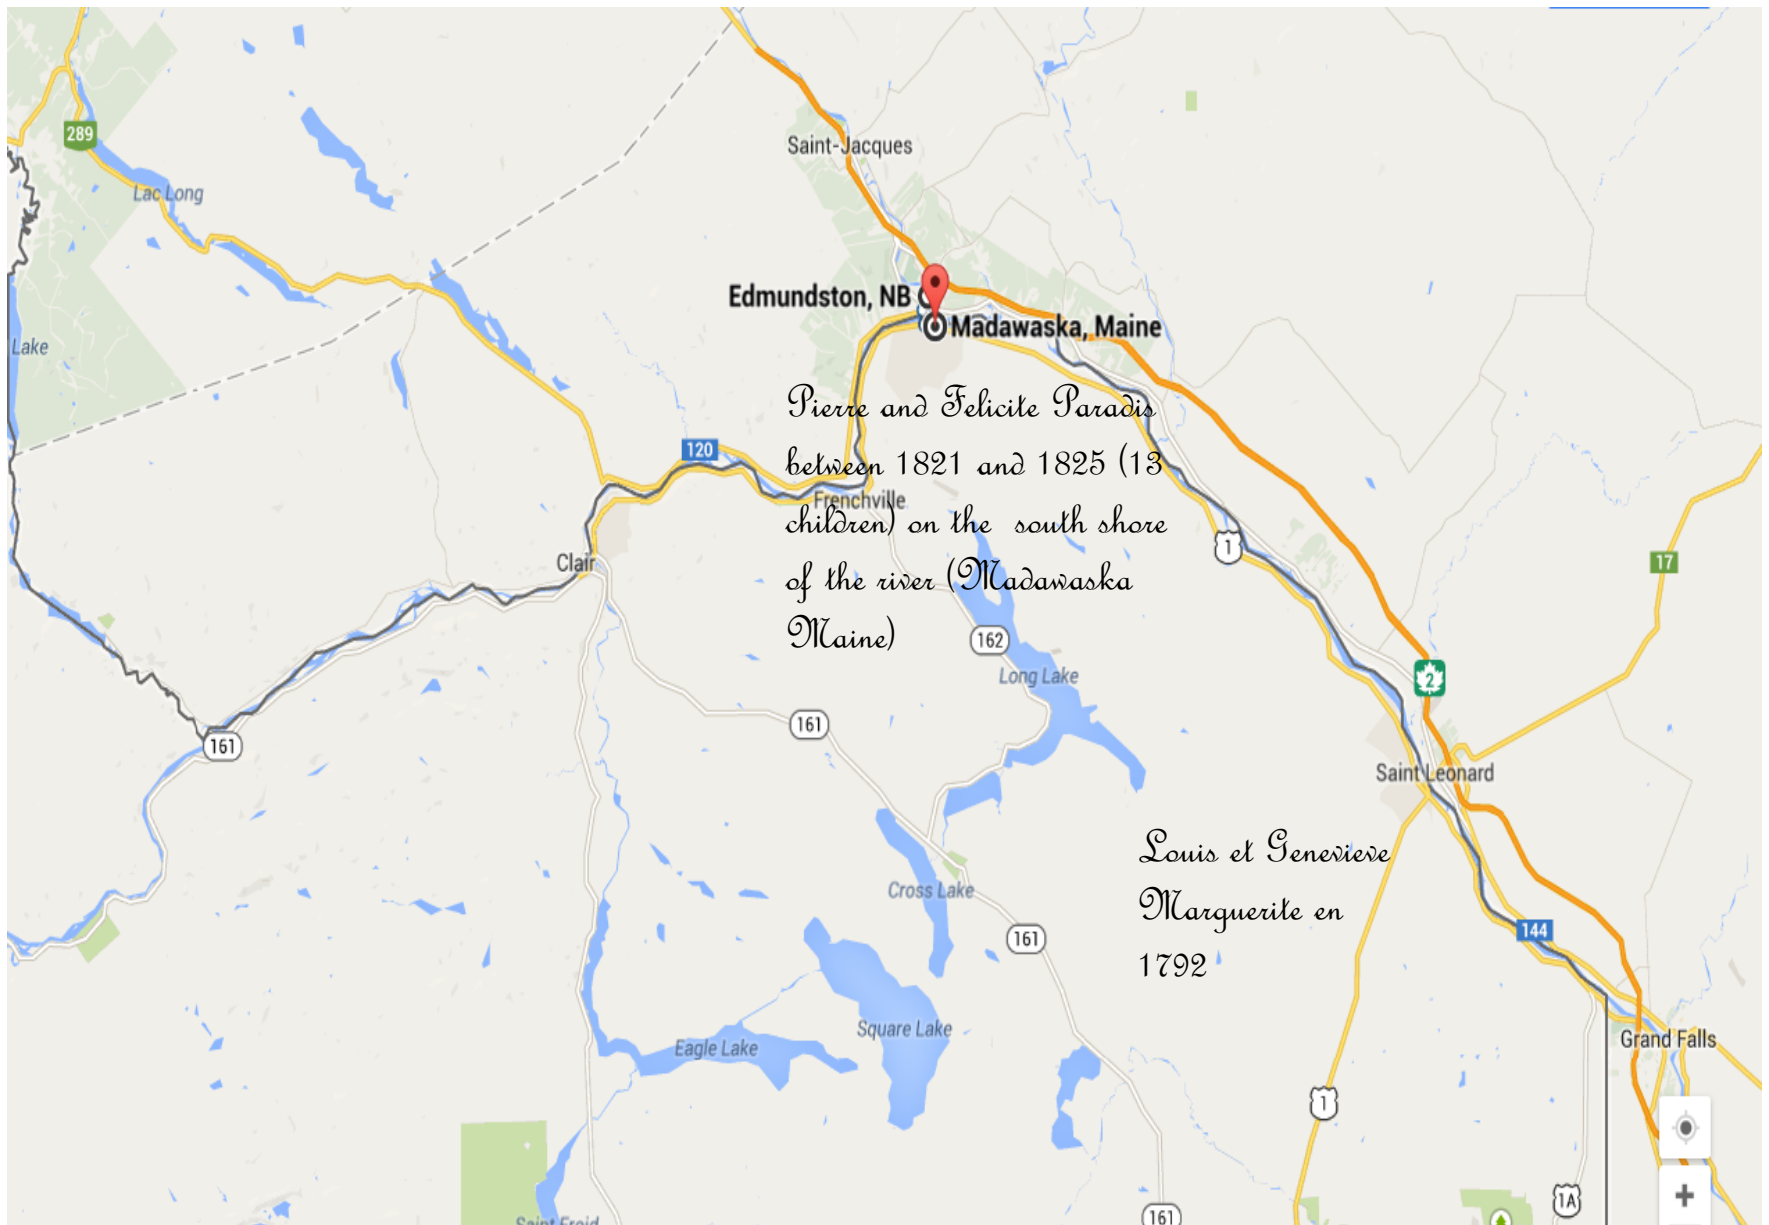 289
Saint-Jacques
Lac Long
Edmundston, NB
Madawaska, Maine
Lake
Pierre and Felicite Paradis
between 1821 and 1825 (13
children) on the south shore
of the river (Madawaska
Maine)
120
Frenchville
1
17
Clair
162
Long Lake
2
161
161
Saint Leonard
Louis et Genevieve
Marguerite en
1792
Cross Lake
161
144
Square Lake
Eagle Lake
Grand Falls
1
1A
161
Saint Froid
+